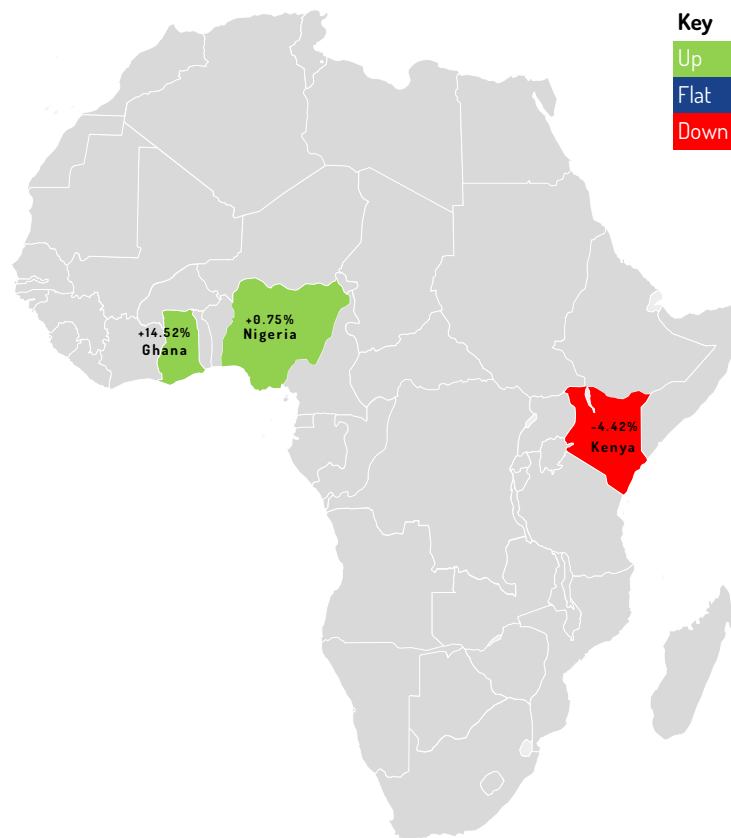 Key
Up
Flat
Down
+14.52%
Ghana
+0.75%
Nigeria
-4.42%
Kenya